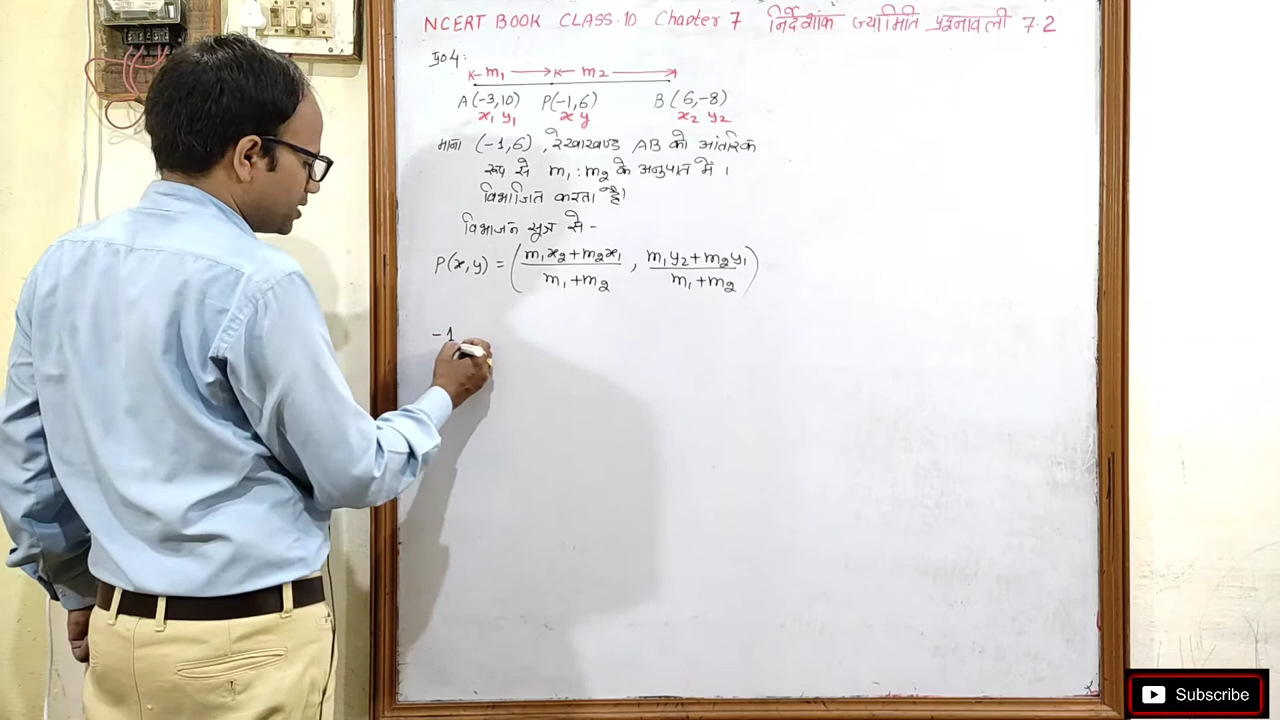 NCERT BOOK CLASS-10 Chapter 7 निर्देशांक ज्यामिति प्रश्नावली 7.2
प्र04:
m₁ m₂
A(-3,10) P(-1,6) B(6,-8)
x₁ y₁ x y x₂ y₂
माना (-1,6), रेखाखण्ड AB को आंतरिक
रूप से m₁:m₂ के अनुपात में।
विभाजित करता है।
विभाजन सूत्र से -
P(x,y) = ( (m₁x₂+m₂x₁)/(m₁+m₂) , (m₁y₂+m₂y₁)/(m₁+m₂) )
-1
Subscribe